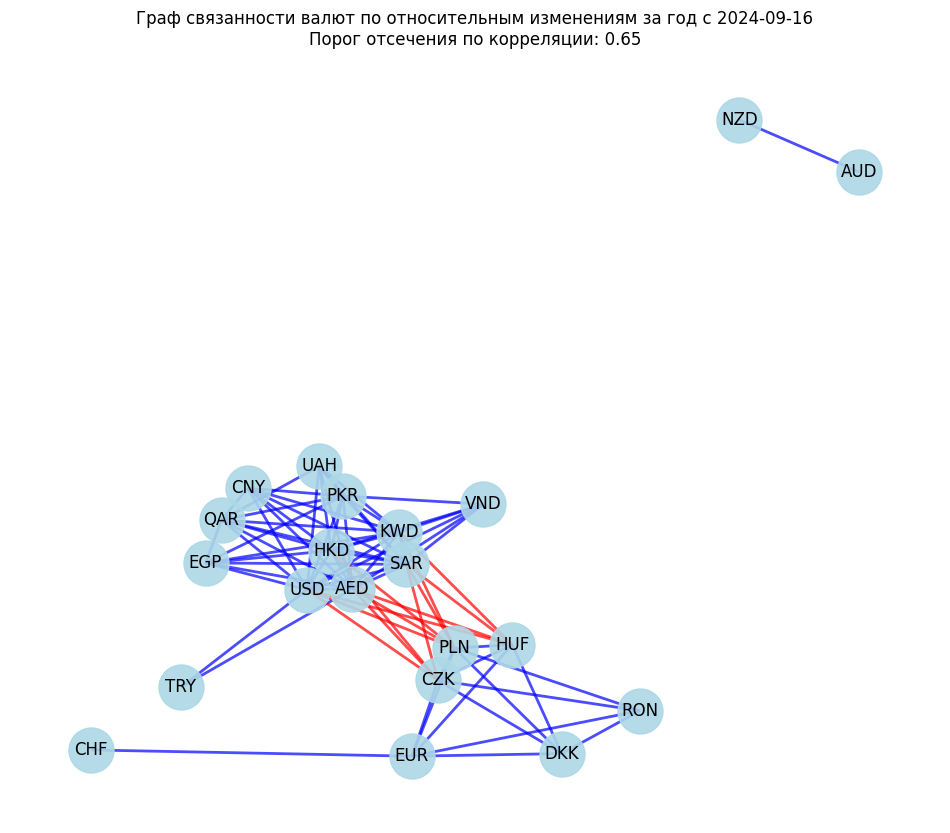 Граф связанности валют по относительным изменениям за год с 2024-09-16
Порог отсечения по корреляции: 0.65
NZD
AUD
UAH
CNY
PKR
VND
QAR
KWD
HKD
EGP
SAR
USD
AED
PLN
HUF
CZK
TRY
RON
CHF
EUR
DKK